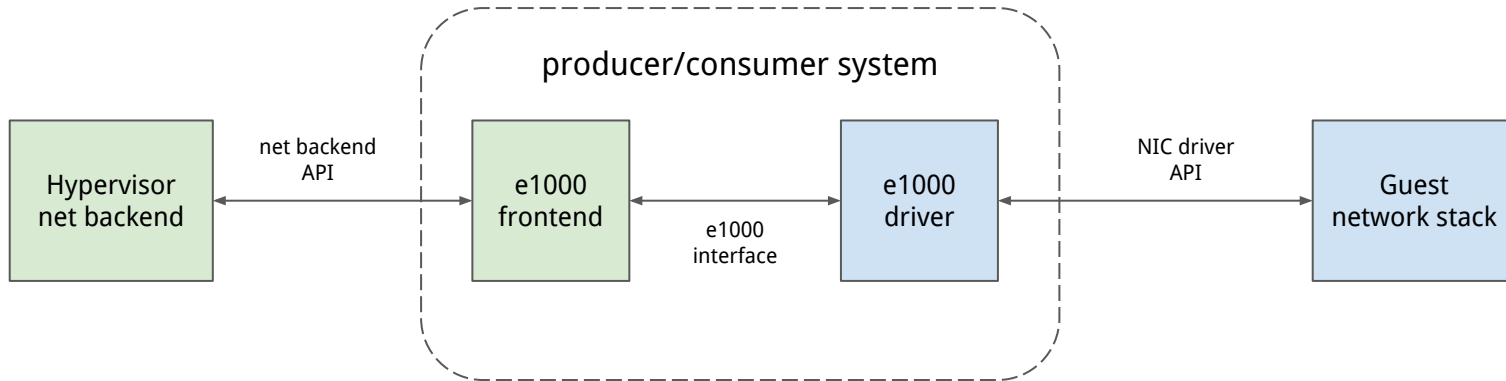 producer/consumer system
Hypervisor
net backend
net backend
API
e1000
frontend
e1000
interface
e1000
driver
NIC driver
API
Guest
network stack